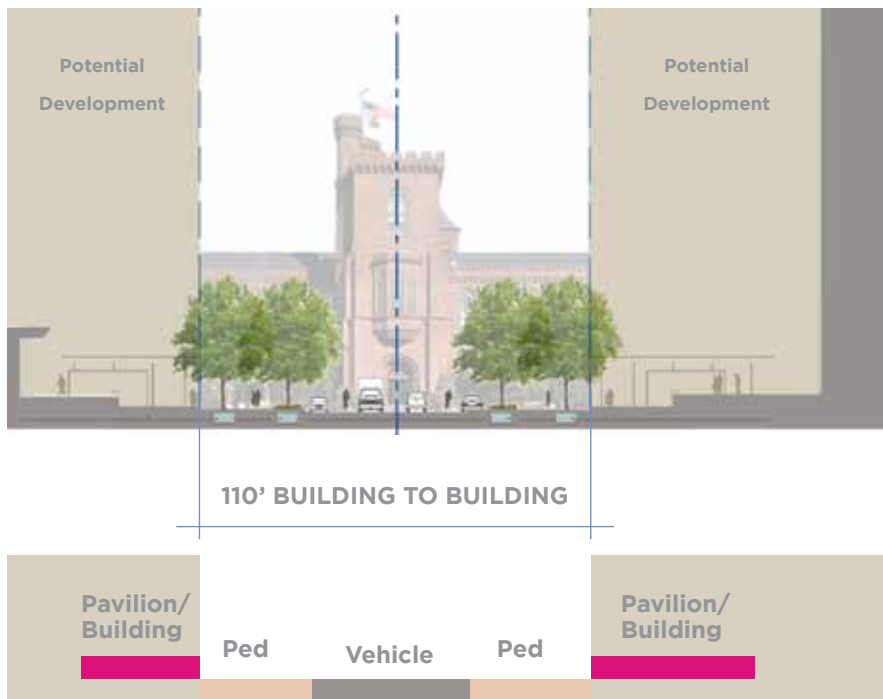 Potential
Development
Potential
Development
110’ BUILDING TO BUILDING
Pavilion/
Building
Ped
Vehicle
Ped
Pavilion/
Building